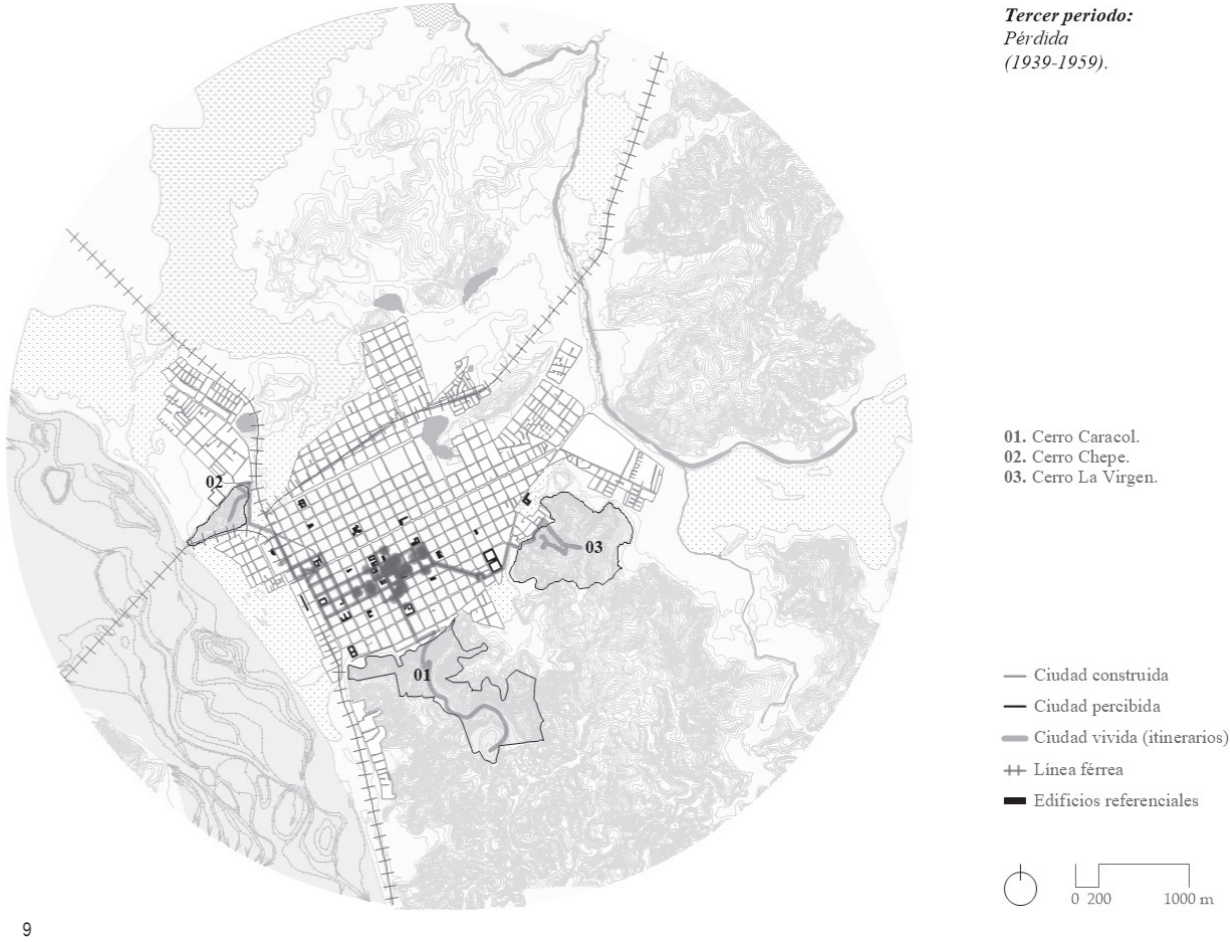 Tercer periodo:
Pérdida
(1939-1959).
02
03
01
01. Cerro Caracol.
02. Cerro Chepe.
03. Cerro La Virgen.
Ciudad construida
Ciudad percibida
Ciudad vivida (itinerarios)
Línea férrea
Edificios referenciales
0 200 1000 m
9